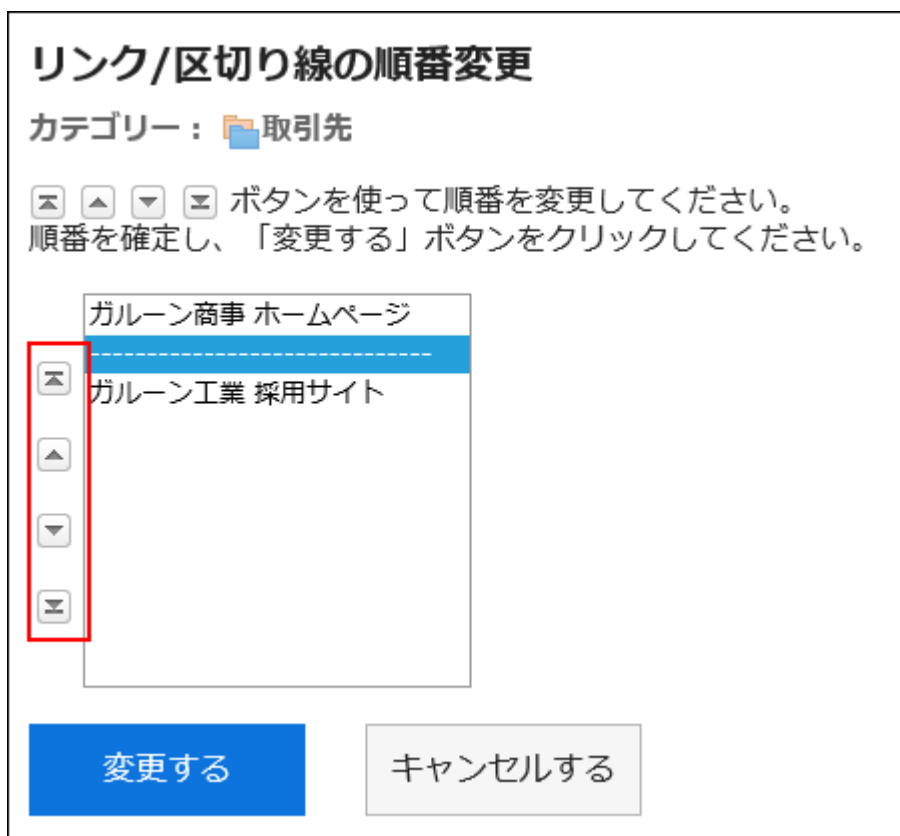 リンク/区切り線の順番変更
カテゴリー： 取引先
ボタンを使って順番を変更してください。
順番を確定し、「変更する」ボタンをクリックしてください。
ガルーン商事 ホームページ
------------------------------
ガルーン工業 採用サイト
変更する
キャンセルする